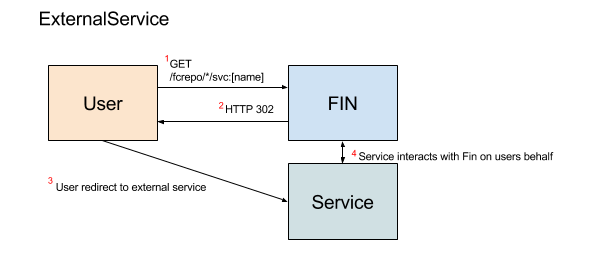 ExternalService
1 GET
/fcrepo/*/svc:[name]
User
FIN
2 HTTP 302
4 Service interacts with Fin on users behalf
3 User redirect to external service
Service